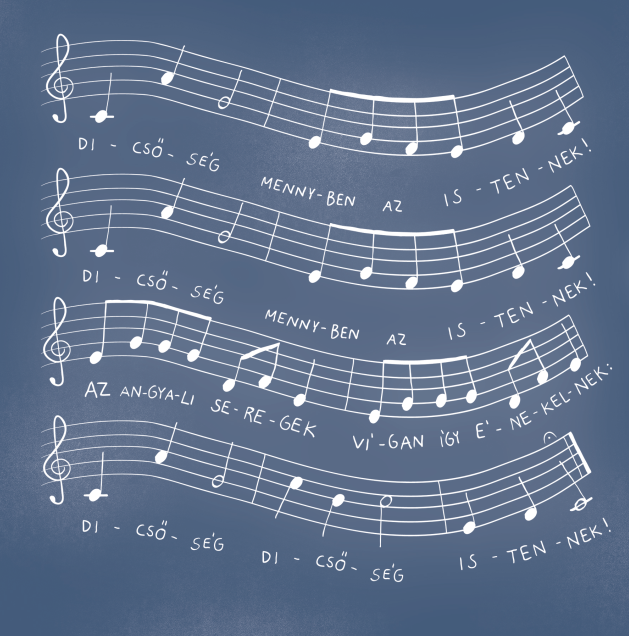 DI - CSŐ - SÉG MENNY-BEN AZ IS - TEN - NEK!
DI - CSŐ - SÉG MENNY-BEN AZ IS - TEN - NEK!
AZ AN-GYA-LI SE-RE-GEK VÍ-GAN ÍGY É-NE-KEL-NEK:
DI - CSŐ - SÉG DI - CSŐ - SÉG IS - TEN - NEK!